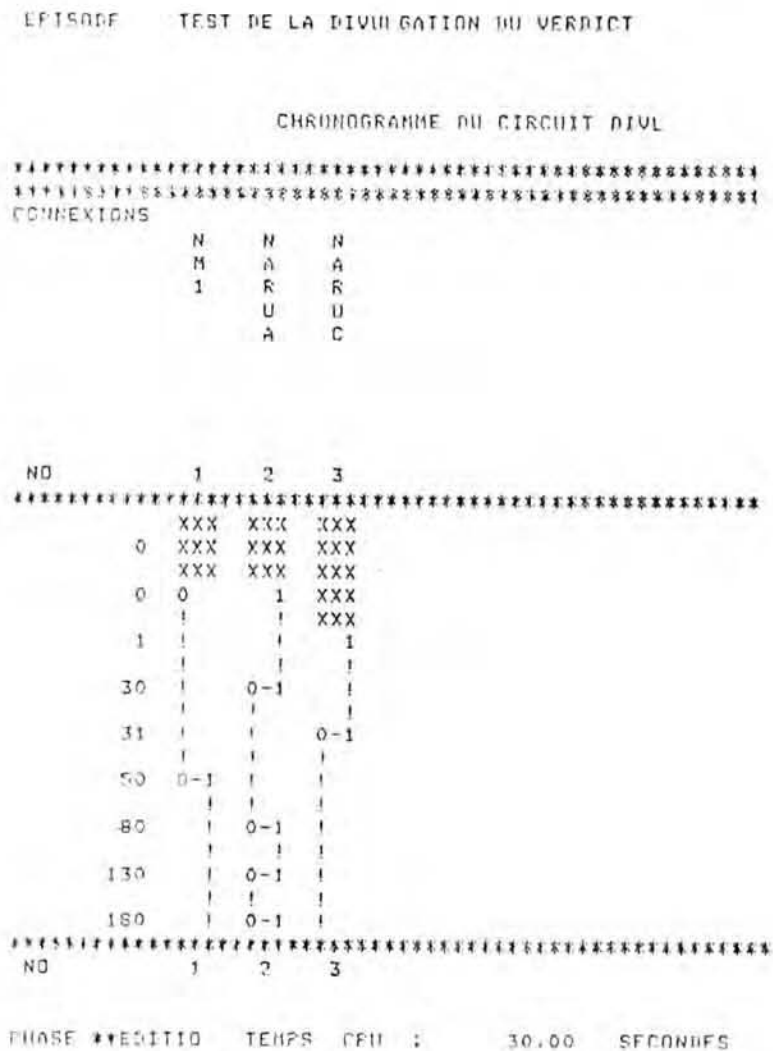 EPISODE TEST DE LA DIVULGATION DU VERDICT
CHRONOGRAMME DU CIRCUIT DIVL
CONNEXIONS
N N N
M A A
1 R R
U U
A C
NO 1 2 3
XXX XXX XXX
0 XXX XXX XXX
XXX XXX XXX
0 0 1 XXX
! ! XXX
1 ! ! 1
! ! !
30 ! 0-1 !
! ! !
31 ! ! 0-1
! ! !
50 0-1 ! !
! ! !
80 ! 0-1 !
! ! !
130 ! 0-1 !
! ! !
180 ! 0-1 !
NO 1 2 3
PHASE **EDITIO TEMPS CPU : 30.00 SECONDES